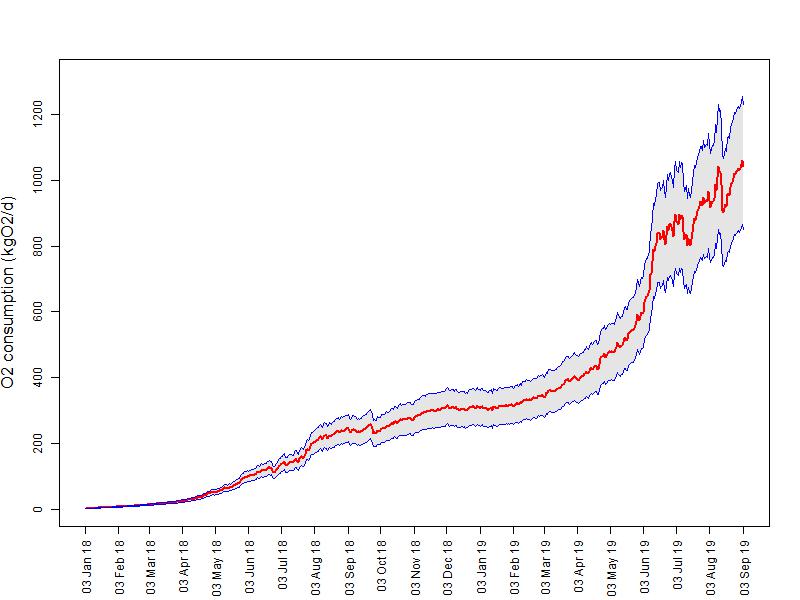 O2 consumption (kgO2/d)
1200
1000
800
600
400
200
0
03 Jan 18
03 Feb 18
03 Mar 18
03 Apr 18
03 May 18
03 Jun 18
03 Jul 18
03 Aug 18
03 Sep 18
03 Oct 18
03 Nov 18
03 Dec 18
03 Jan 19
03 Feb 19
03 Mar 19
03 Apr 19
03 May 19
03 Jun 19
03 Jul 19
03 Aug 19
03 Sep 19